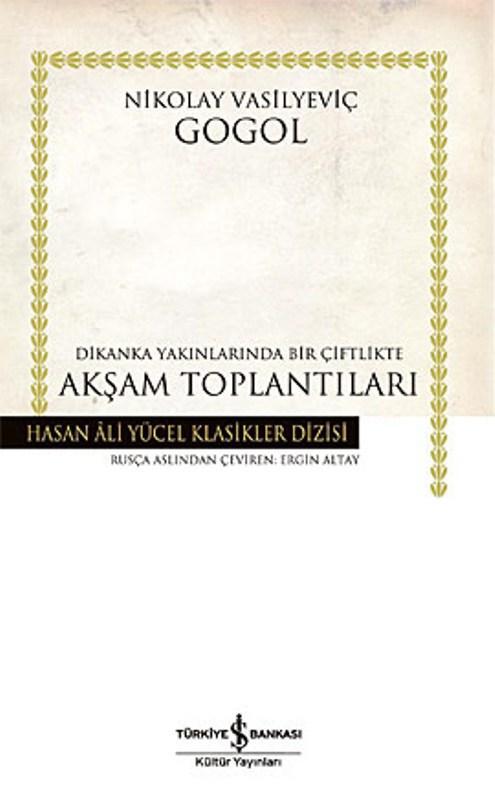 NİKOLAY VASİLYEVİÇ
GOGOL
DİKANKA YAKINLARINDA BİR ÇİFTLİKTE
AKŞAM TOPLANTILARI
HASAN ÂLİ YÜCEL KLASİKLER DİZİSİ
RUSÇA ASLINDAN ÇEVİREN: ERGİN ALTAY
TÜRKİYE İŞ BANKASI
Kültür Yayınları